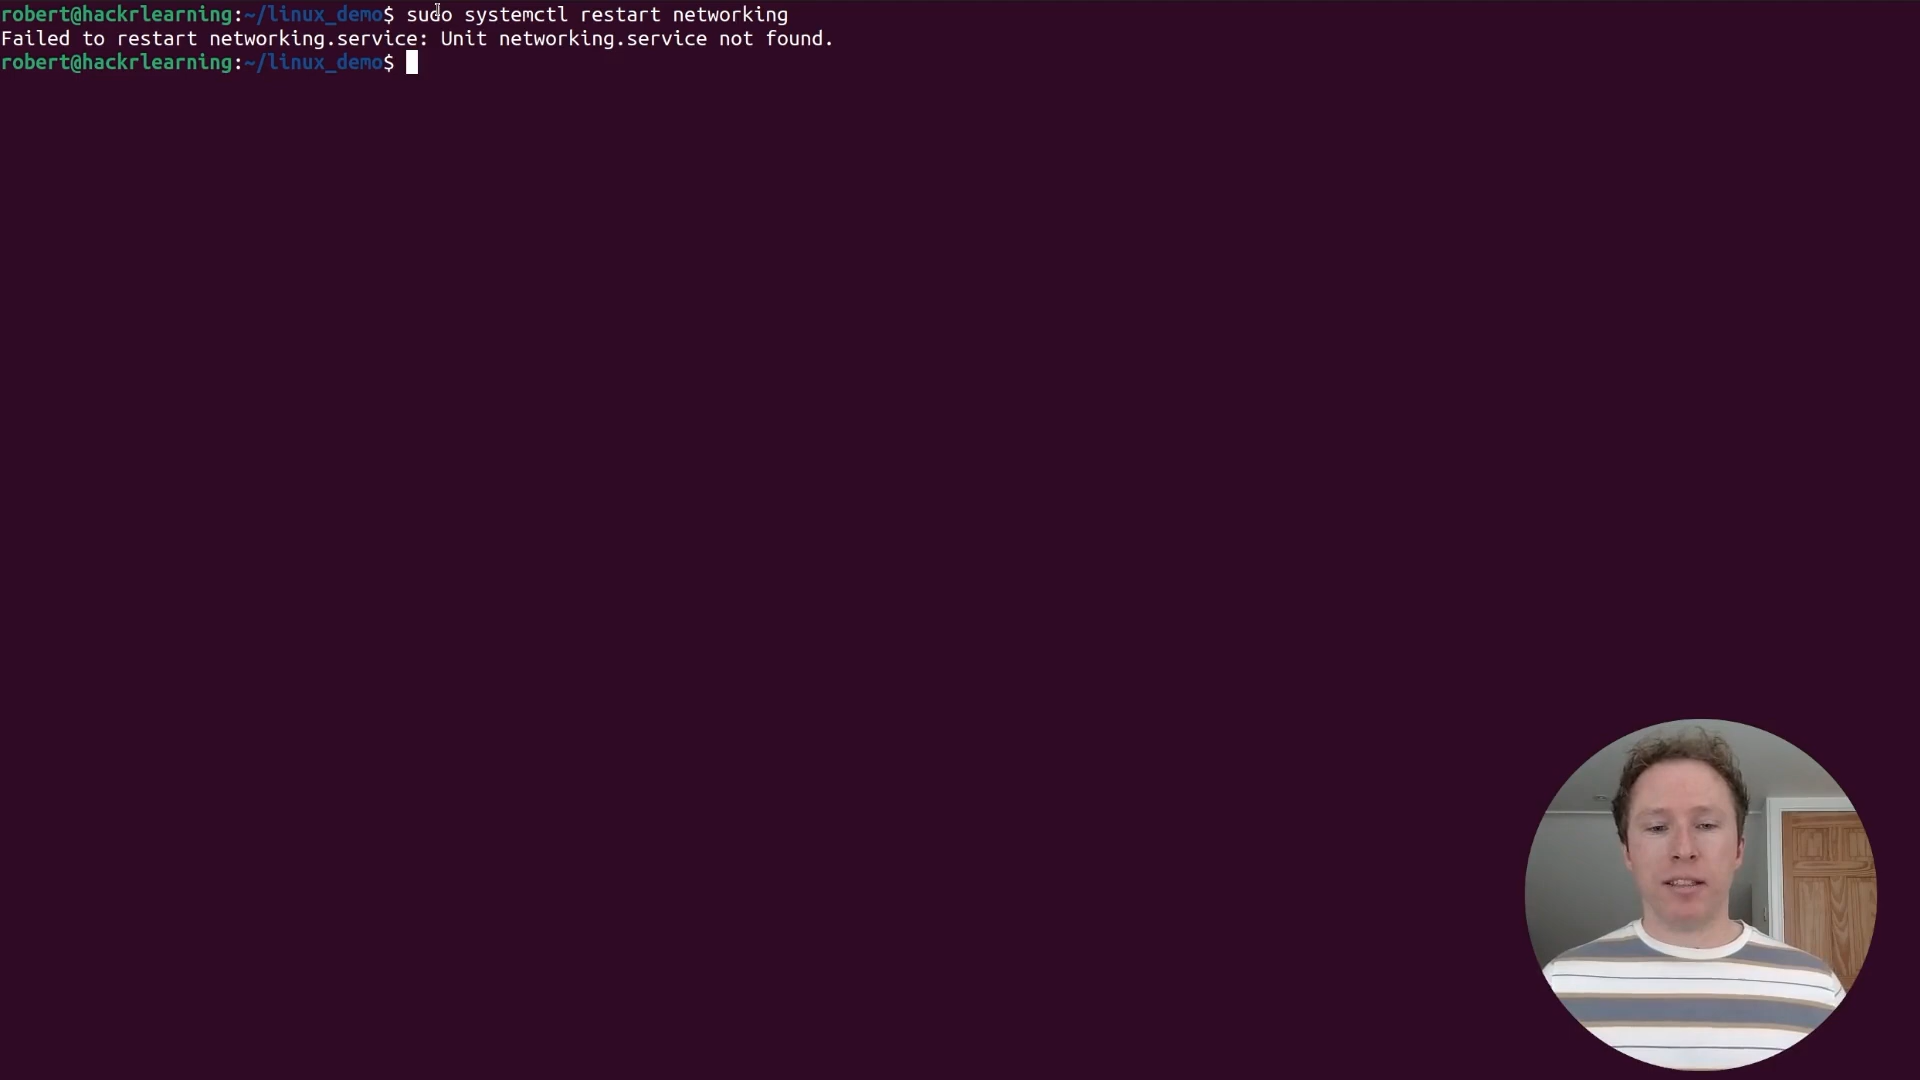 robert@hackrlearning:~/linux_demo$ sudo systemctl restart networking
Failed to restart networking.service: Unit networking.service not found.
robert@hackrlearning:~/linux_demo$